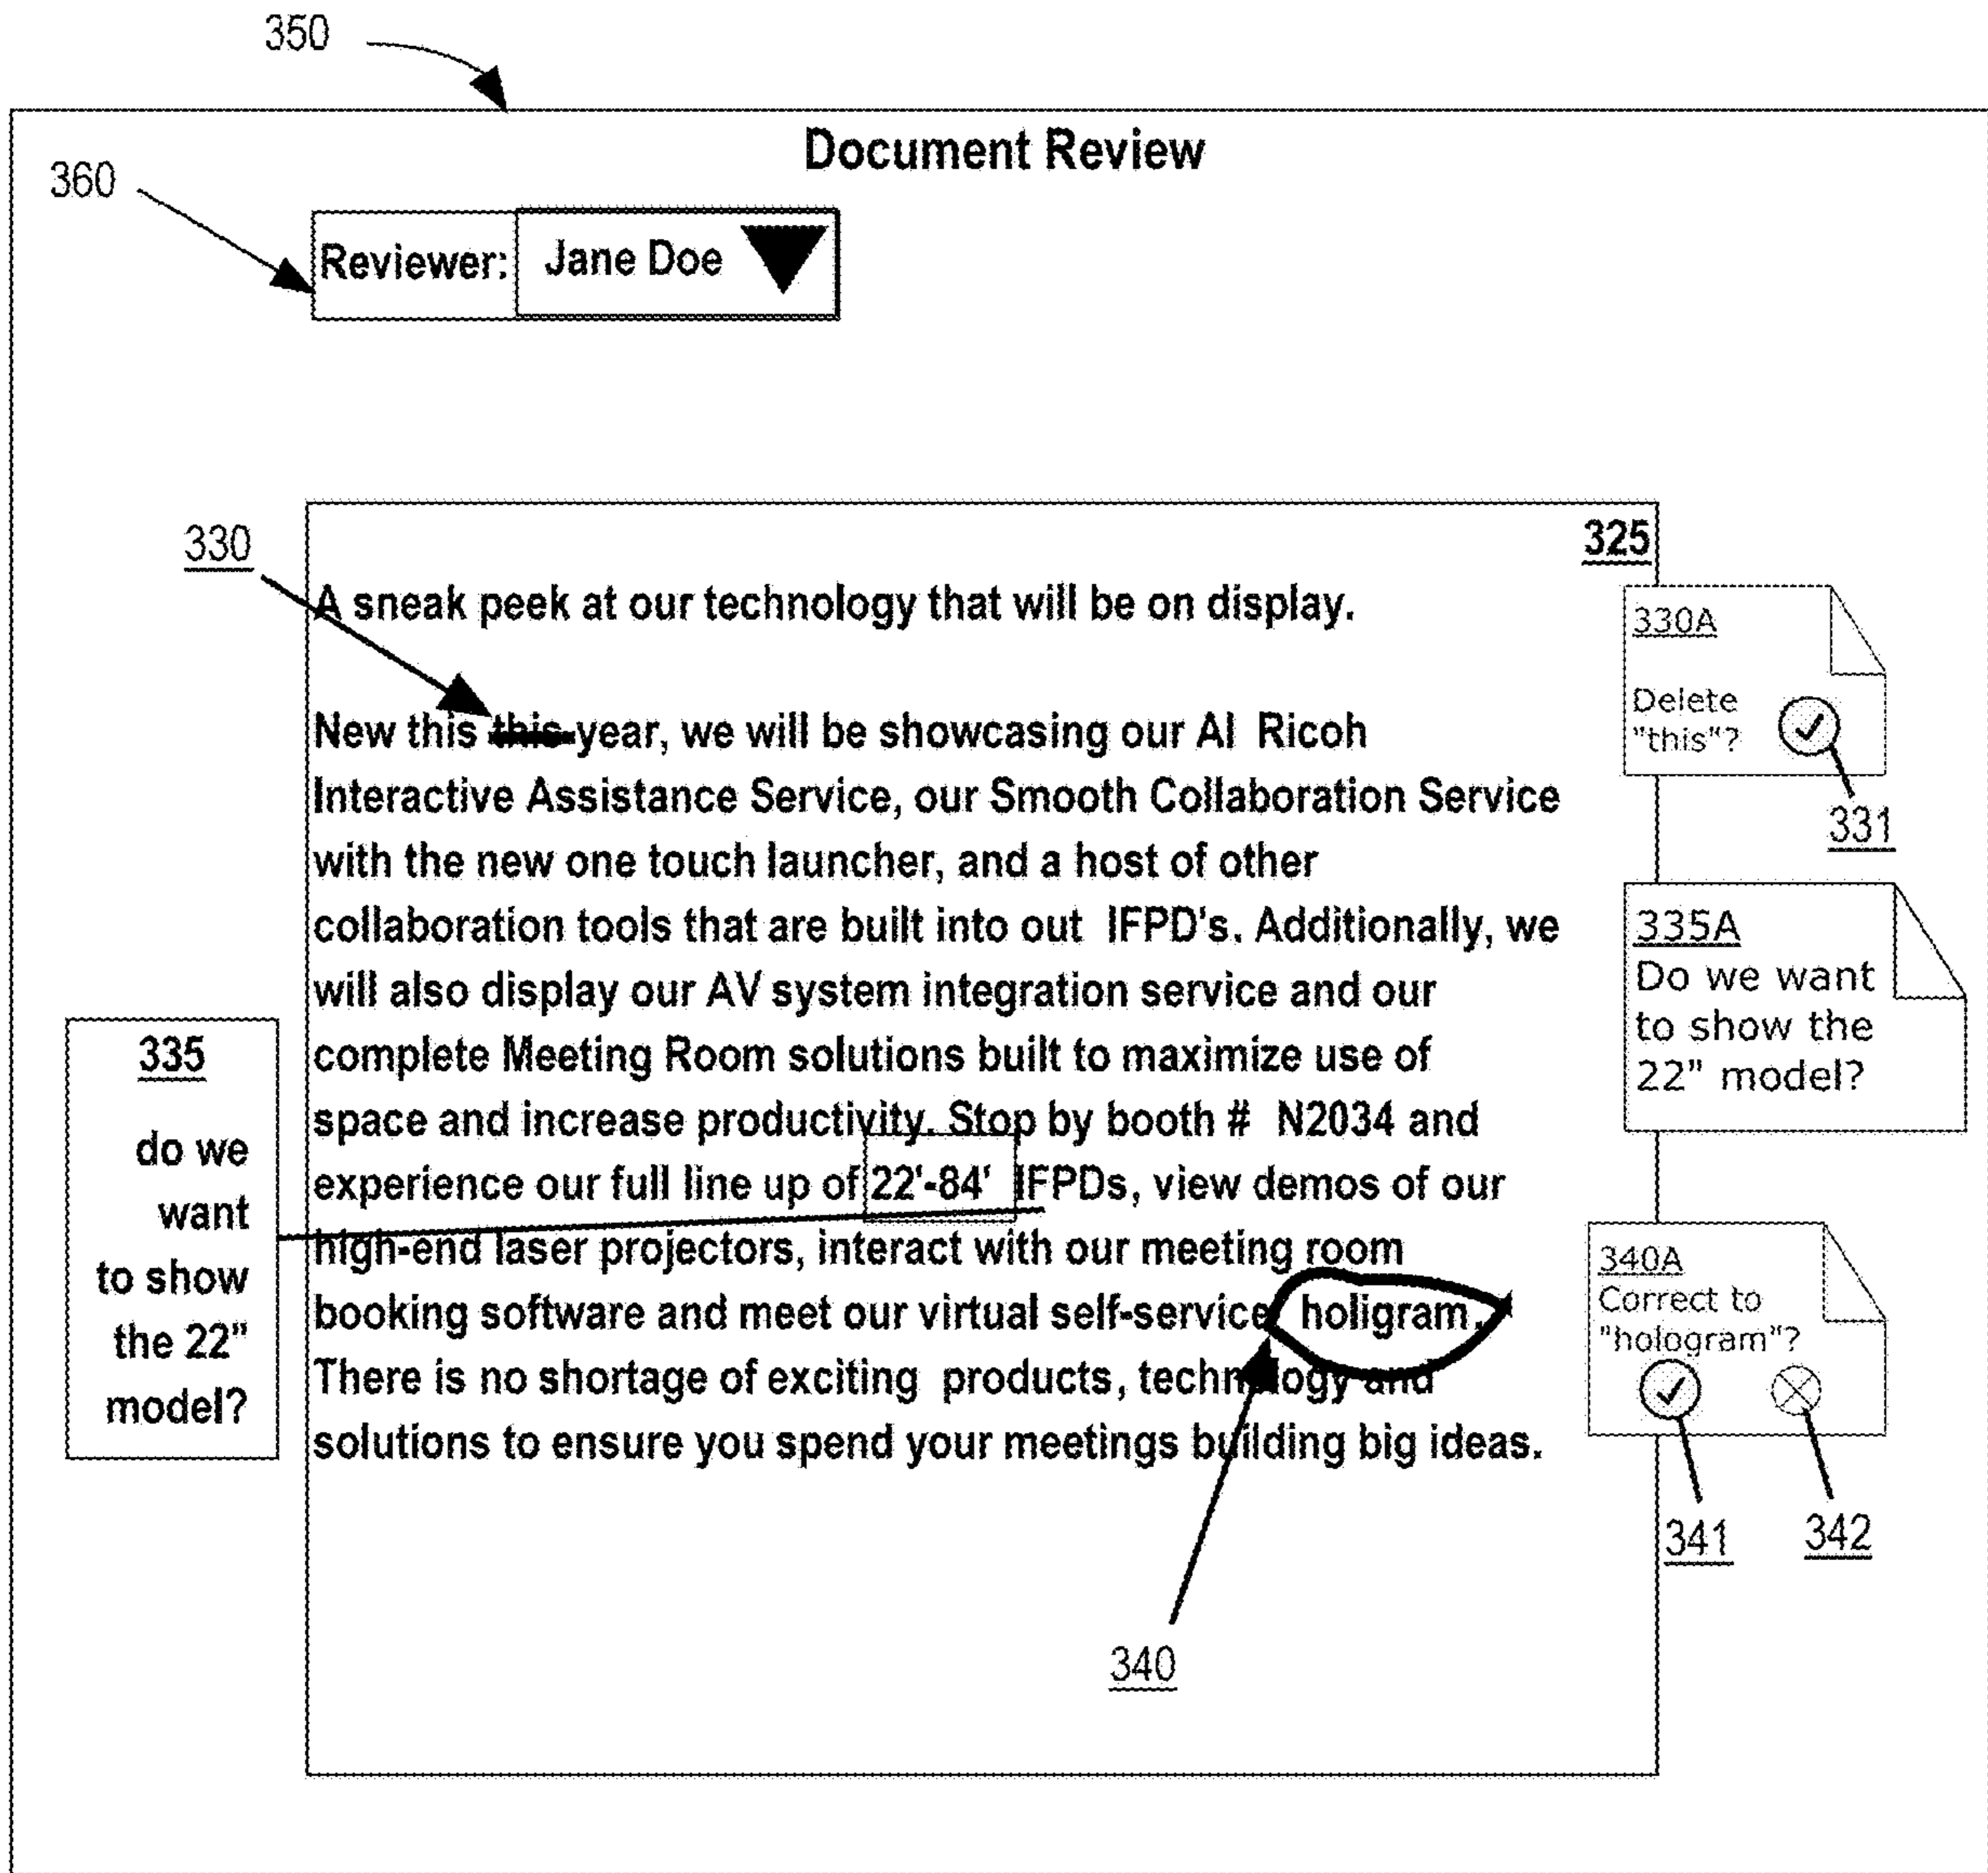 350
Document Review
360
Reviewer: Jane Doe
325
330
A sneak peek at our technology that will be on display.
New this this year, we will be showcasing our AI Ricoh
Interactive Assistance Service, our Smooth Collaboration Service
with the new one touch launcher, and a host of other
collaboration tools that are built into out IFPD's. Additionally, we
will also display our AV system integration service and our
complete Meeting Room solutions built to maximize use of
space and increase productivity. Stop by booth # N2034 and
experience our full line up of 22'-84' IFPDs, view demos of our
high-end laser projectors, interact with our meeting room
booking software and meet our virtual self-service holigram.
There is no shortage of exciting products, technology and
solutions to ensure you spend your meetings building big ideas.
335
do we
want
to show
the 22"
model?
330A
Delete
"this"?
331
335A
Do we want
to show the
22" model?
340A
Correct to
"hologram"?
341
342
340